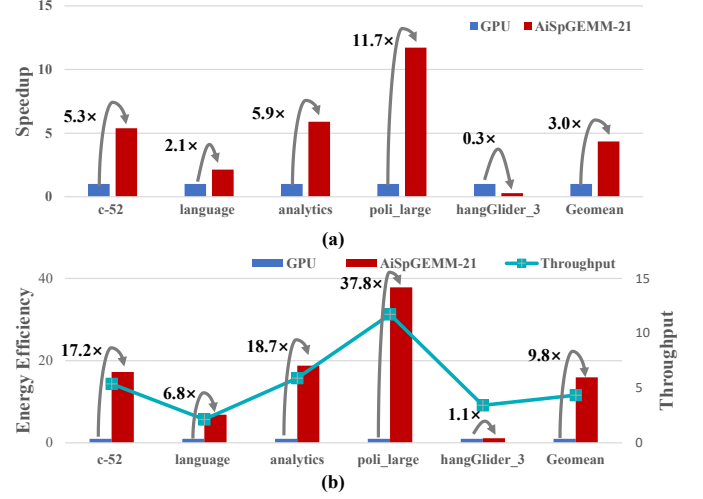 15
GPU AiSpGEMM-21
11.7×
10
Speedup
5.3×
5.9×
2.1×
0.3×
3.0×
5
0
c-52 language analytics poli_large hangGlider_3 Geomean
(a)
GPU AiSpGEMM-21 Throughput
40
37.8×
15
Energy Efficiency
17.2×
18.7×
6.8×
1.1×
9.8×
10
20
5
Throughput
0
0
c-52 language analytics poli_large hangGlider_3 Geomean
(b)